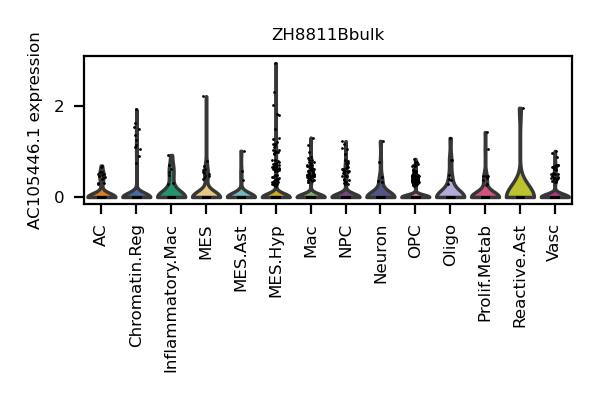 ZH8811Bbulk
AC105446.1 expression
2
0
AC
Chromatin.Reg
Inflammatory.Mac
MES
MES.Ast
MES.Hyp
Mac
NPC
Neuron
OPC
Oligo
Prolif.Metab
Reactive.Ast
Vasc